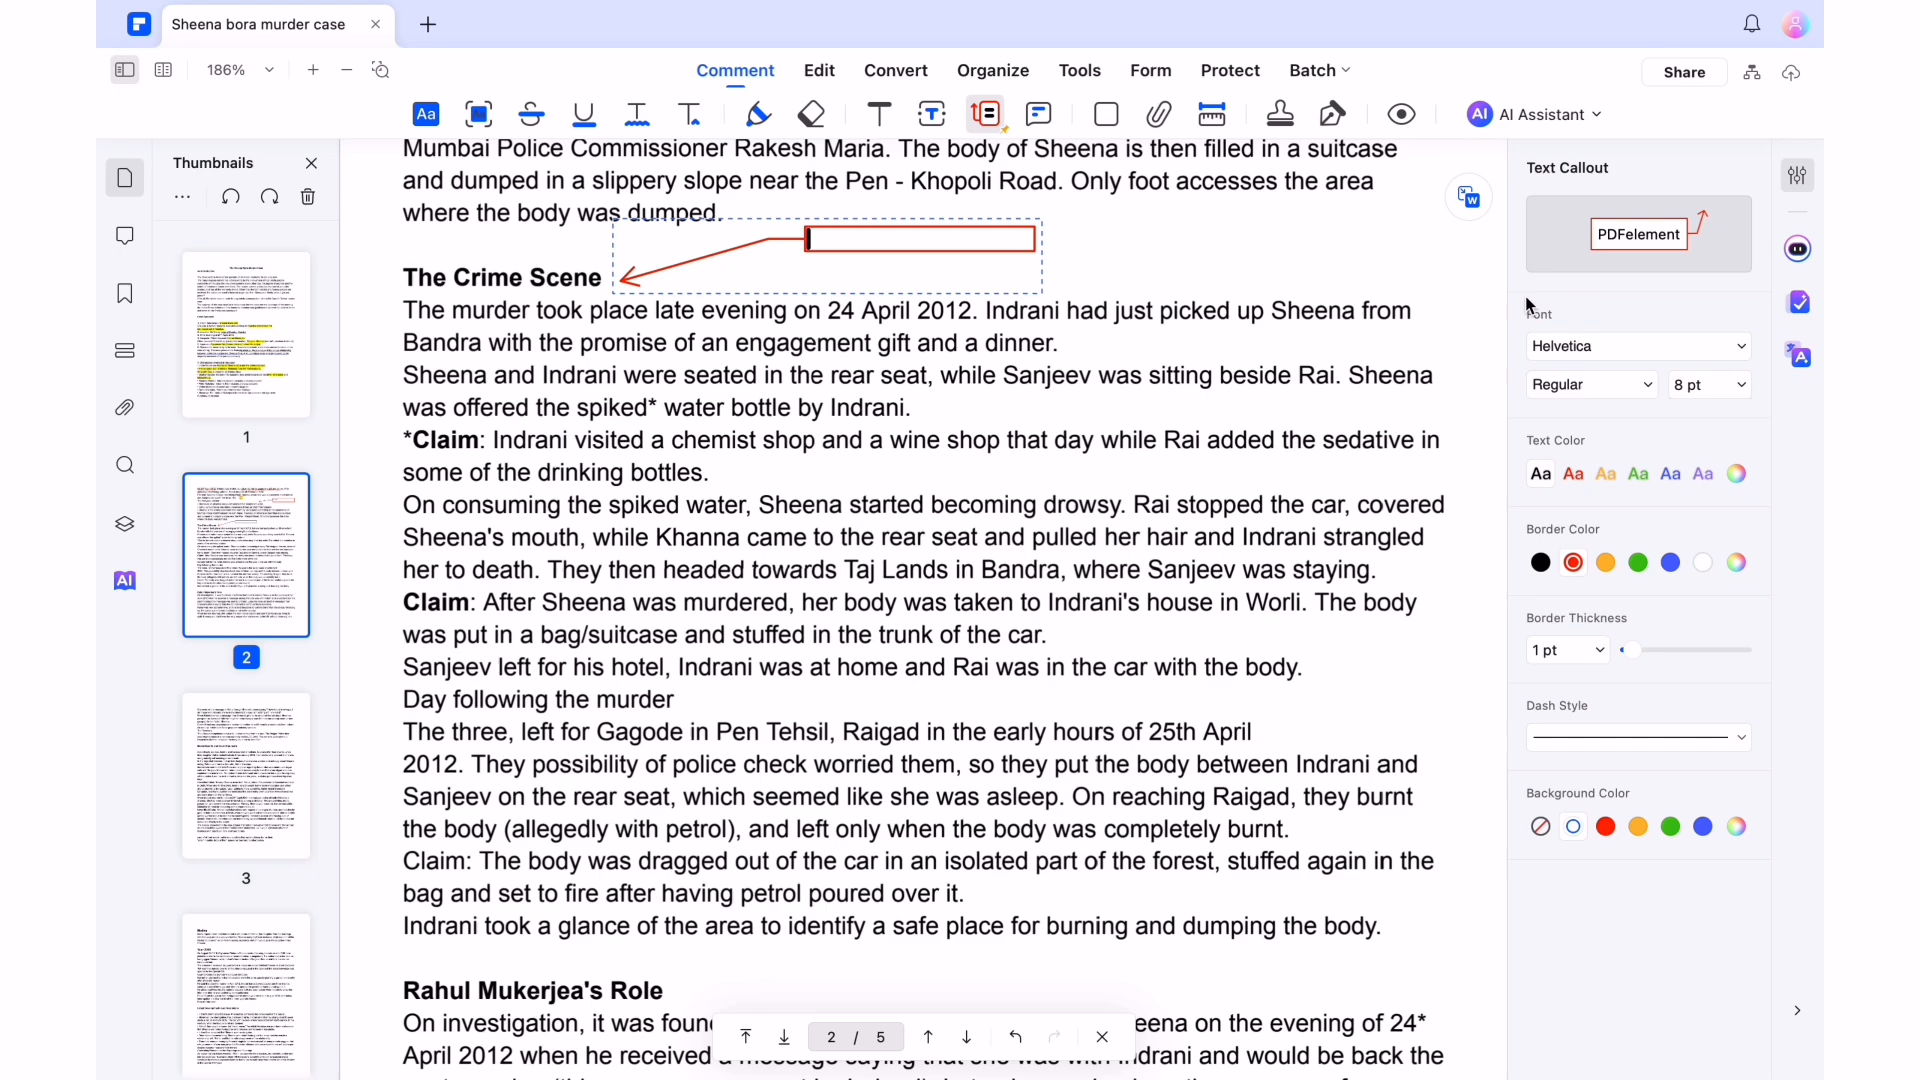 Sheena bora murder case
186%
Comment Edit Convert Organize Tools Form Protect Batch
Share
AI Assistant
Thumbnails
1
2
3
Mumbai Police Commissioner Rakesh Maria. The body of Sheena is then filled in a suitcase
and dumped in a slippery slope near the Pen - Khopoli Road. Only foot accesses the area
where the body was dumped.
The Crime Scene
The murder took place late evening on 24 April 2012. Indrani had just picked up Sheena from
Bandra with the promise of an engagement gift and a dinner.
Sheena and Indrani were seated in the rear seat, while Sanjeev was sitting beside Rai. Sheena
was offered the spiked* water bottle by Indrani.
*Claim: Indrani visited a chemist shop and a wine shop that day while Rai added the sedative in
some of the drinking bottles.
On consuming the spiked water, Sheena started becoming drowsy. Rai stopped the car, covered
Sheena's mouth, while Khanna came to the rear seat and pulled her hair and Indrani strangled
her to death. They then headed towards Taj Lands in Bandra, where Sanjeev was staying.
Claim: After Sheena was murdered, her body was taken to Indrani's house in Worli. The body
was put in a bag/suitcase and stuffed in the trunk of the car.
Sanjeev left for his hotel, Indrani was at home and Rai was in the car with the body.
Day following the murder
The three, left for Gagode in Pen Tehsil, Raigad in the early hours of 25th April
2012. They possibility of police check worried them, so they put the body between Indrani and
Sanjeev on the rear seat, which seemed like she was asleep. On reaching Raigad, they burnt
the body (allegedly with petrol), and left only when the body was completely burnt.
Claim: The body was dragged out of the car in an isolated part of the forest, stuffed again in the
bag and set to fire after having petrol poured over it.
Indrani took a glance of the area to identify a safe place for burning and dumping the body.
Rahul Mukerjea's Role
On investigation, it was foun eena on the evening of 24*
April 2012 when he received a message saying that she was with Indrani and would be back the
2 / 5
Text Callout
PDFelement
Font
Helvetica
Regular 8 pt
Text Color
Aa Aa Aa Aa Aa Aa
Border Color
Border Thickness
1 pt
Dash Style
Background Color